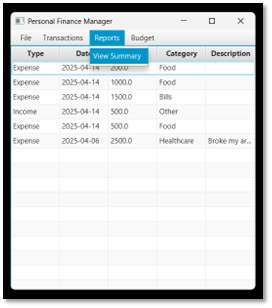 Personal Finance Manager
File Transactions Reports Budget
View Summary
Type Category Description
Expense 2025-04-14 200.0 Food
Expense 2025-04-14 1000.0 Food
Expense 2025-04-14 1500.0 Bills
Income 2025-04-14 500.0 Other
Expense 2025-04-14 500.0 Food
Expense 2025-04-06 2500.0 Healthcare Broke my ar...